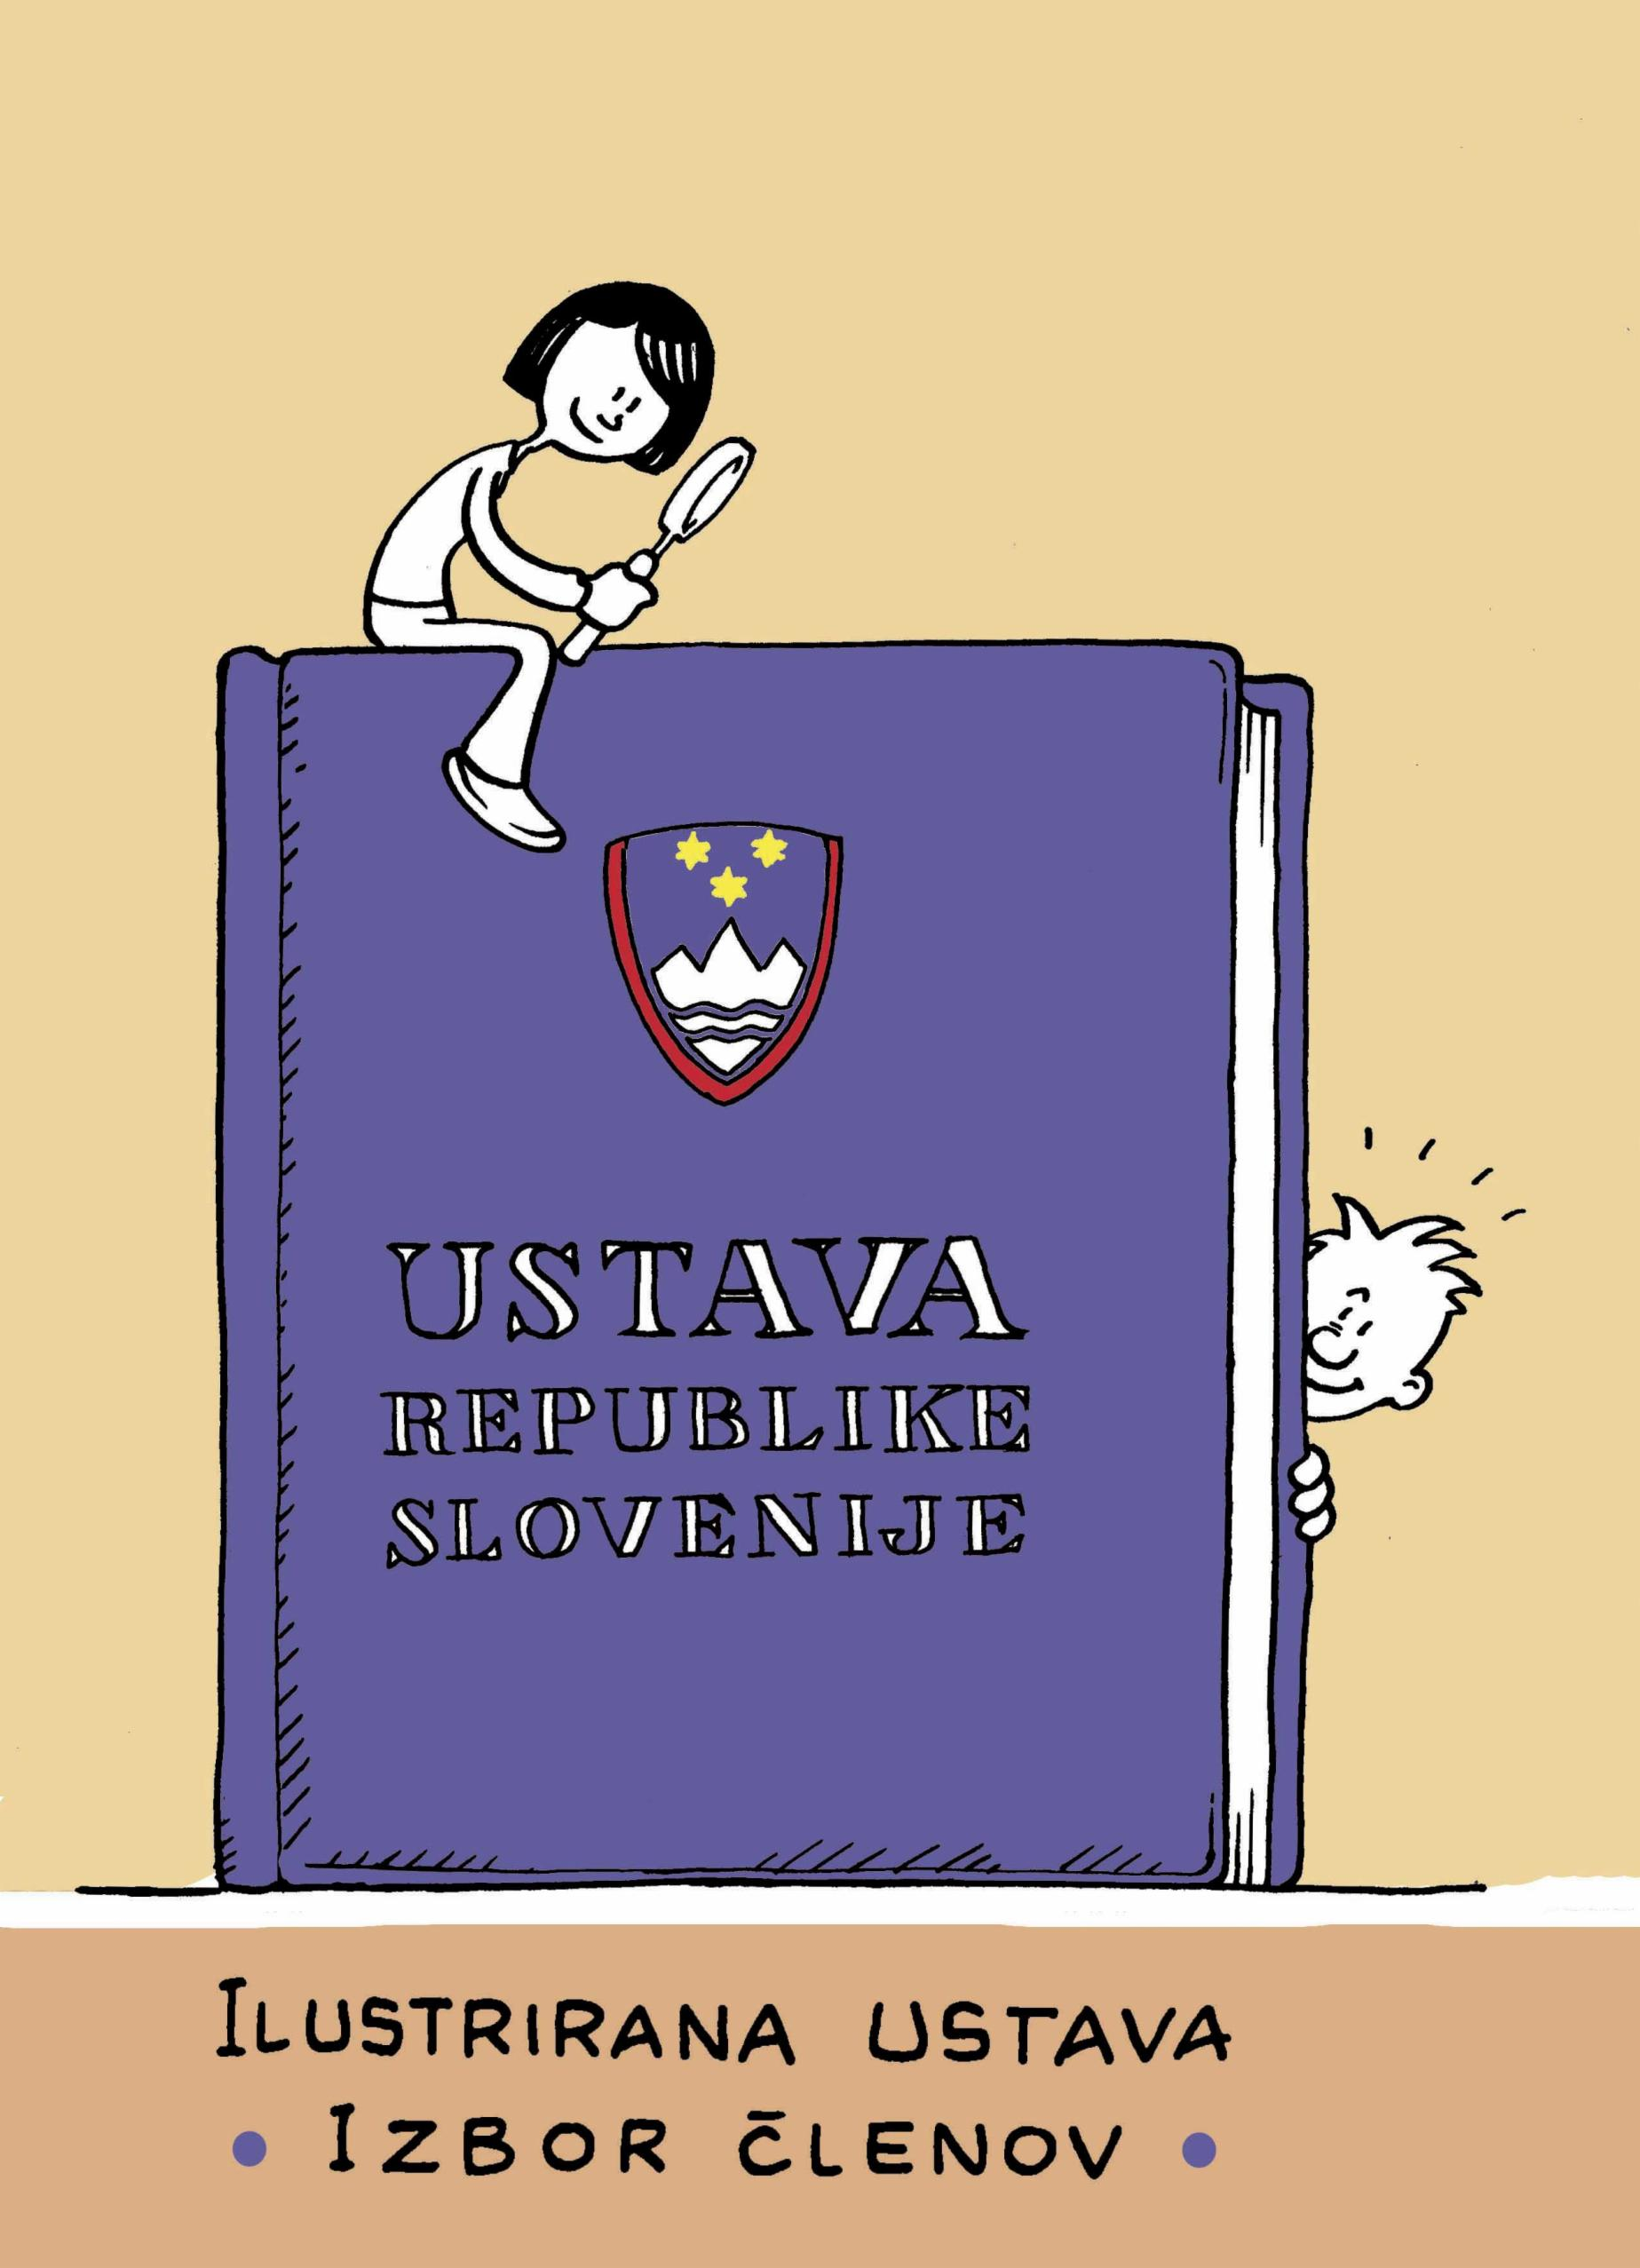 USTAVA
REPUBLIKE
SLOVENIJE
ILUSTRIRANA USTAVA
• IZBOR ČLENOV •